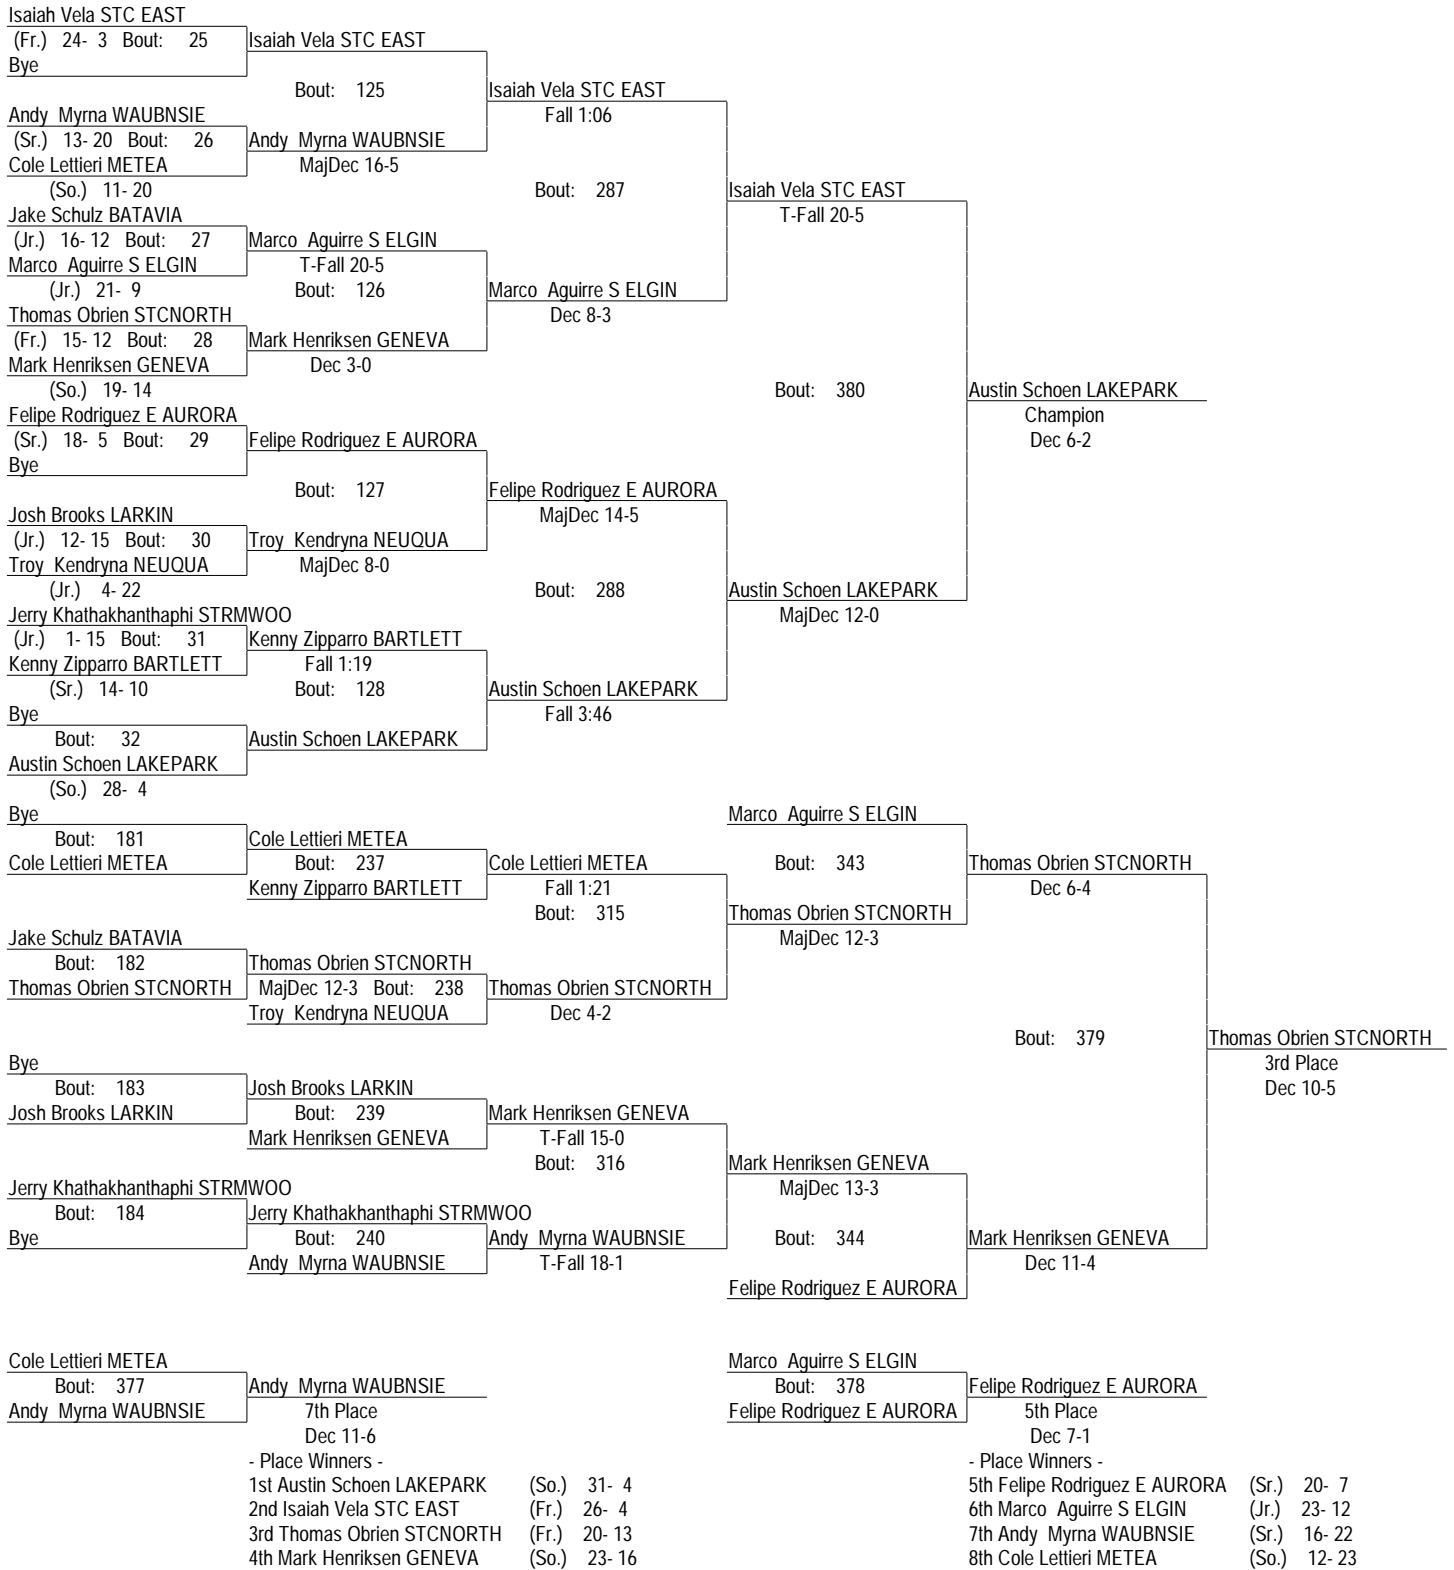 Isaiah Vela STC EAST
(Fr.) 24- 3 Bout: 25 Isaiah Vela STC EAST
Bye
Bout: 125 Isaiah Vela STC EAST
Andy Myrna WAUBNSIE Fall 1:06
(Sr.) 13- 20 Bout: 26 Andy Myrna WAUBNSIE
Cole Lettieri METEA MajDec 16-5
(So.) 11- 20 Bout: 287 Isaiah Vela STC EAST
Jake Schulz BATAVIA T-Fall 20-5
(Jr.) 16- 12 Bout: 27 Marco Aguirre S ELGIN
Marco Aguirre S ELGIN T-Fall 20-5
(Jr.) 21- 9 Bout: 126 Marco Aguirre S ELGIN
Thomas Obrien STCNORTH Dec 8-3
(Fr.) 15- 12 Bout: 28 Mark Henriksen GENEVA
Mark Henriksen GENEVA Dec 3-0
(So.) 19- 14 Bout: 380 Austin Schoen LAKEPARK
Felipe Rodriguez E AURORA Champion
(Sr.) 18- 5 Bout: 29 Felipe Rodriguez E AURORA Dec 6-2
Bye
Bout: 127 Felipe Rodriguez E AURORA
Josh Brooks LARKIN MajDec 14-5
(Jr.) 12- 15 Bout: 30 Troy Kendryna NEUQUA
Troy Kendryna NEUQUA MajDec 8-0
(Jr.) 4- 22 Bout: 288 Austin Schoen LAKEPARK
Jerry Khathakhanthaphi STRMWOO MajDec 12-0
(Jr.) 1- 15 Bout: 31 Kenny Zipparro BARTLETT
Kenny Zipparro BARTLETT Fall 1:19
(Sr.) 14- 10 Bout: 128 Austin Schoen LAKEPARK
Bye Fall 3:46
Bout: 32 Austin Schoen LAKEPARK
Austin Schoen LAKEPARK
(So.) 28- 4
Bye Marco Aguirre S ELGIN
Bout: 181 Cole Lettieri METEA
Cole Lettieri METEA Bout: 237 Cole Lettieri METEA Bout: 343 Thomas Obrien STCNORTH
Kenny Zipparro BARTLETT Fall 1:21 Dec 6-4
Bout: 315 Thomas Obrien STCNORTH
Jake Schulz BATAVIA MajDec 12-3
Bout: 182 Thomas Obrien STCNORTH
Thomas Obrien STCNORTH MajDec 12-3 Bout: 238 Thomas Obrien STCNORTH
Troy Kendryna NEUQUA Dec 4-2
Bout: 379 Thomas Obrien STCNORTH
Bye 3rd Place
Bout: 183 Josh Brooks LARKIN Dec 10-5
Josh Brooks LARKIN Bout: 239 Mark Henriksen GENEVA
Mark Henriksen GENEVA T-Fall 15-0
Bout: 316 Mark Henriksen GENEVA
Jerry Khathakhanthaphi STRMWOO MajDec 13-3
Bout: 184 Jerry Khathakhanthaphi STRMWOO
Bye Bout: 240 Andy Myrna WAUBNSIE Bout: 344 Mark Henriksen GENEVA
Andy Myrna WAUBNSIE T-Fall 18-1 Dec 11-4
Felipe Rodriguez E AURORA
Cole Lettieri METEA Marco Aguirre S ELGIN
Bout: 377 Andy Myrna WAUBNSIE Bout: 378 Felipe Rodriguez E AURORA
Andy Myrna WAUBNSIE 7th Place Felipe Rodriguez E AURORA 5th Place
Dec 11-6 Dec 7-1
- Place Winners - - Place Winners -
1st Austin Schoen LAKEPARK (So.) 31- 4 5th Felipe Rodriguez E AURORA (Sr.) 20- 7
2nd Isaiah Vela STC EAST (Fr.) 26- 4 6th Marco Aguirre S ELGIN (Jr.) 23- 12
3rd Thomas Obrien STCNORTH (Fr.) 20- 13 7th Andy Myrna WAUBNSIE (Sr.) 16- 22
4th Mark Henriksen GENEVA (So.) 23- 16 8th Cole Lettieri METEA (So.) 12- 23